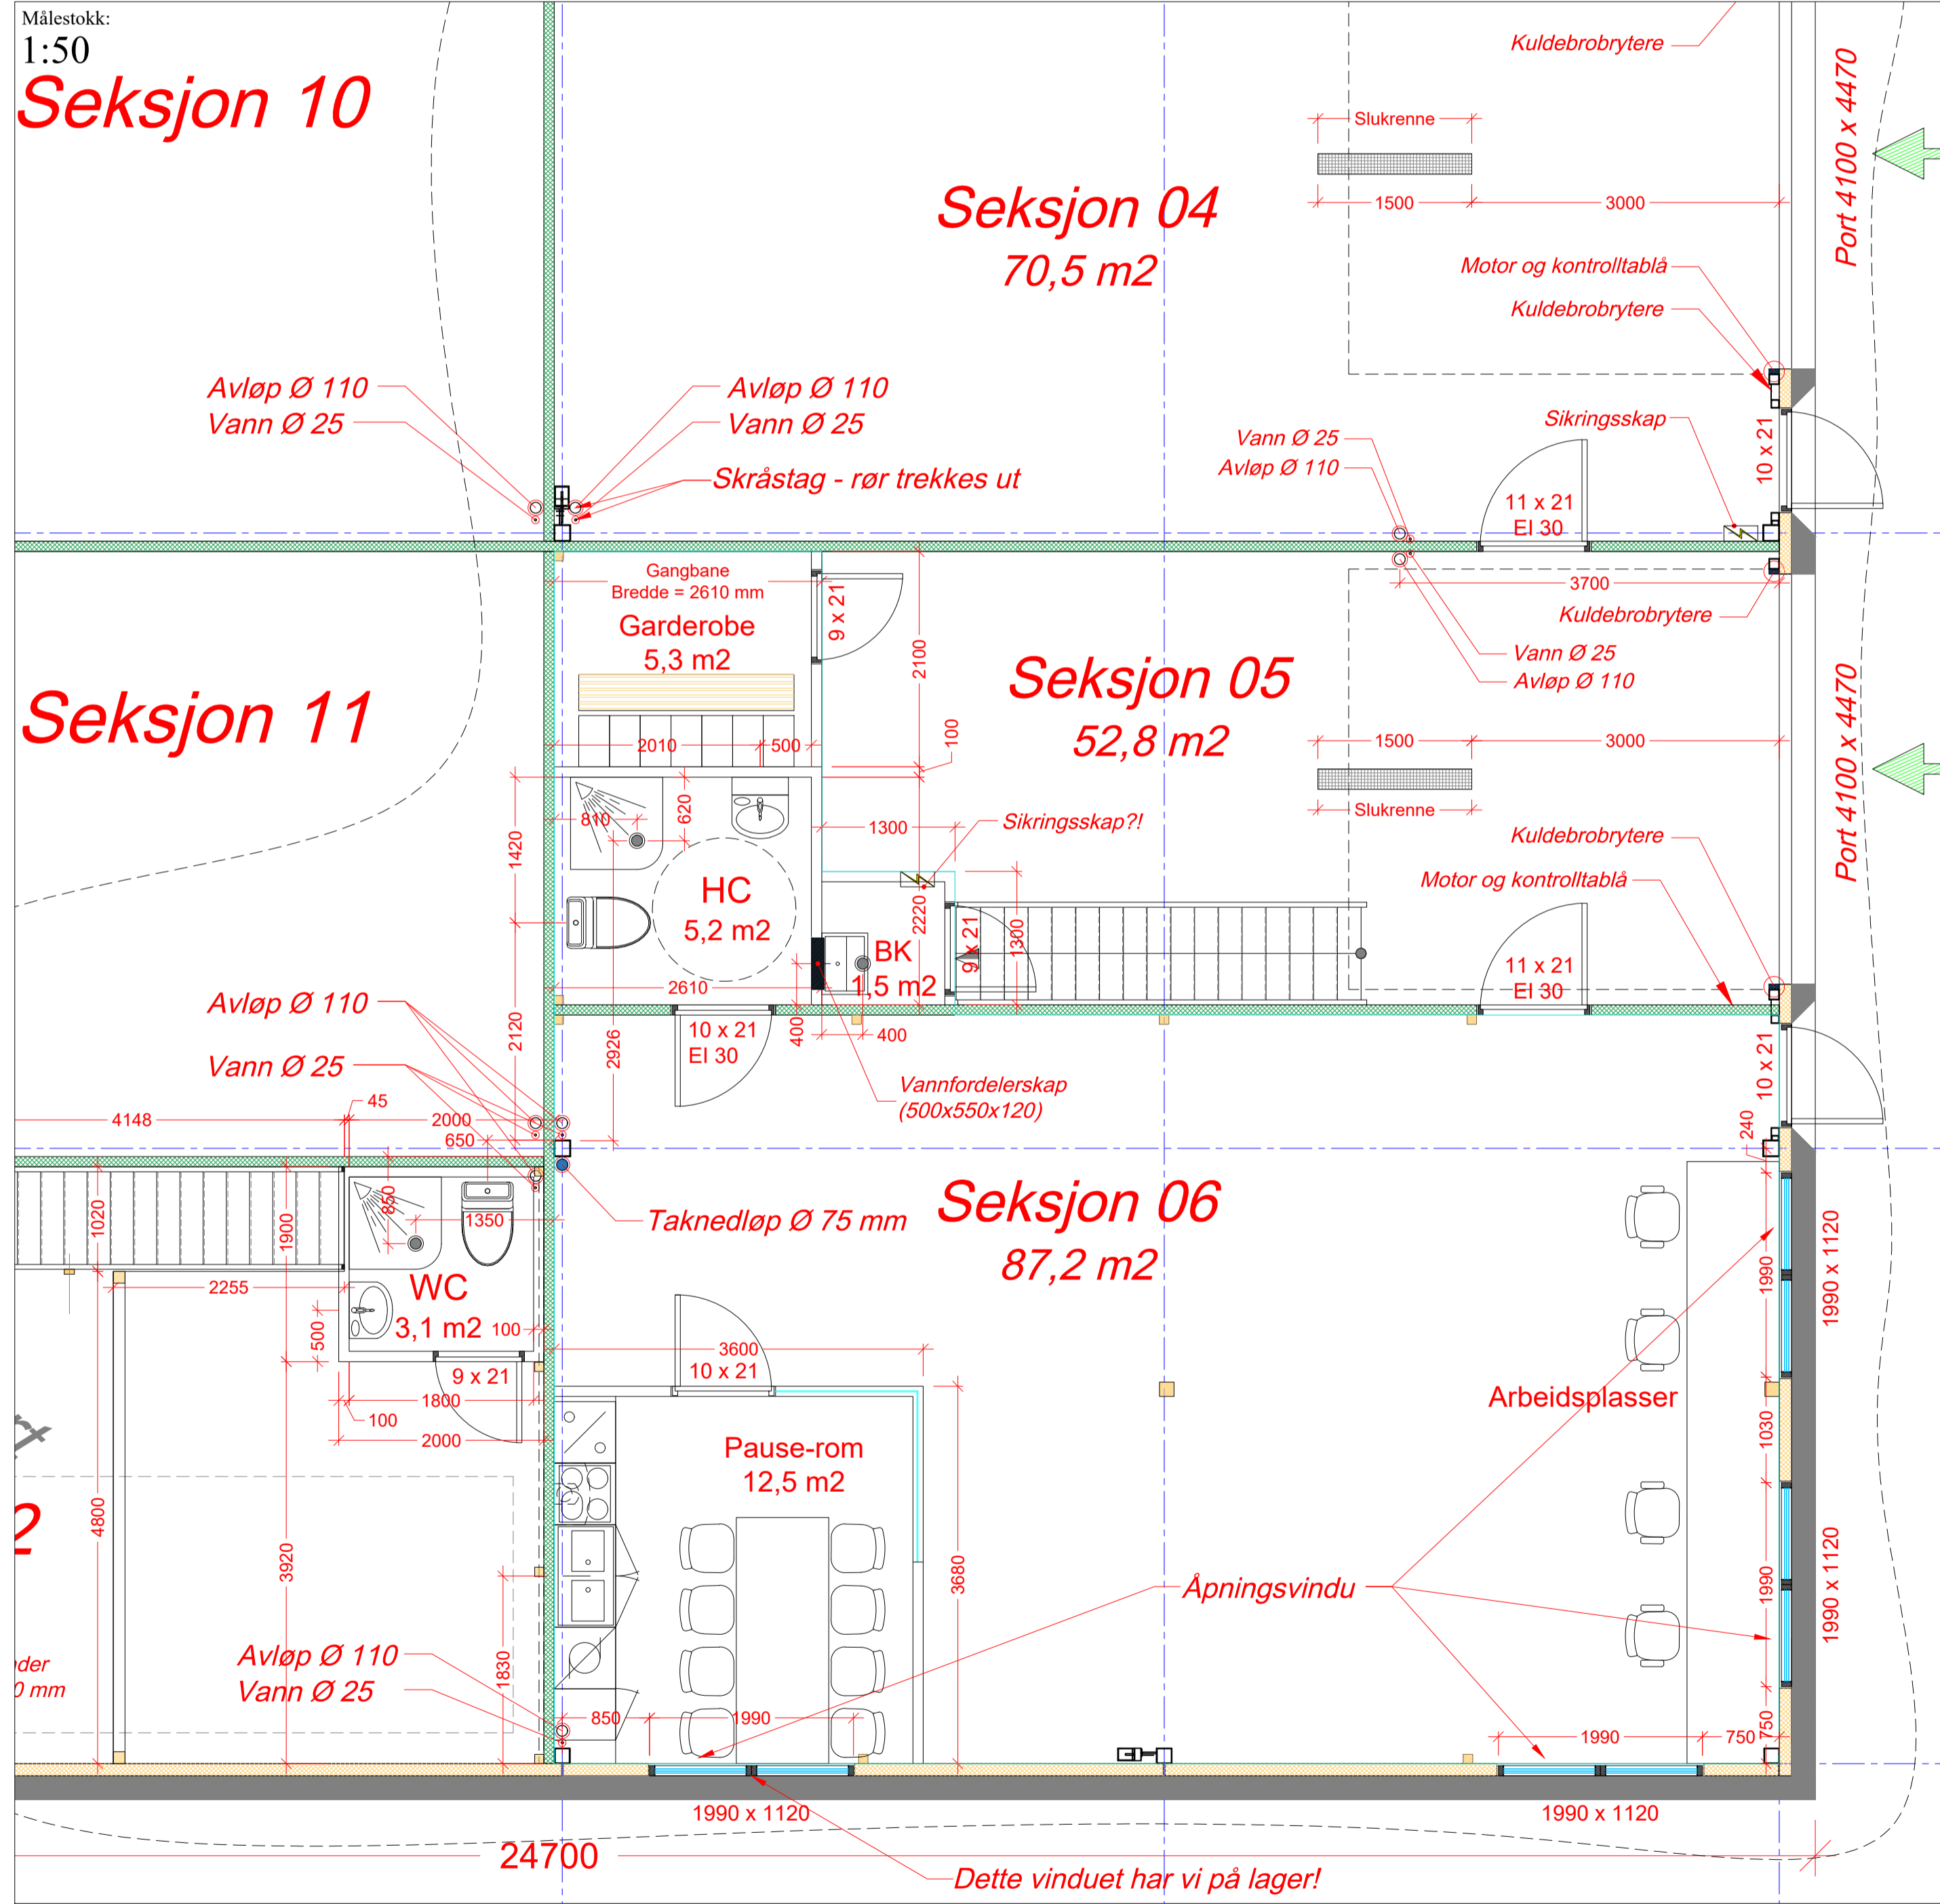 Målestokk:
1:50
Seksjon 10
Kuldebrobrytere
Port 4100 x 4470
Slukrenne
1500
3000
Seksjon 04
70,5 m2
Motor og kontrolltablå
Kuldebrobrytere
Avløp Ø 110
Vann Ø 25
Avløp Ø 110
Vann Ø 25
Skråstag - rør trekkes ut
Vann Ø 25
Avløp Ø 110
Sikringsskap
10 x 21
11 x 21
EI 30
Gangbane
Bredde = 2610 mm
Garderobe
5,3 m2
9 x 21
2100
3700
Kuldebrobrytere
Vann Ø 25
Avløp Ø 110
Seksjon 05
52,8 m2
Seksjon 11
2010
500
100
1500
3000
Slukrenne
Port 4100 x 4470
810
620
1420
1300
Sikringsskap?!
Kuldebrobrytere
Motor og kontrolltablå
HC
5,2 m2
2220
1300
9 x 21
BK
1,5 m2
2610
11 x 21
EI 30
Avløp Ø 110
Vann Ø 25
2120
2926
10 x 21
EI 30
400
400
Vannfordelerskap
(500x550x120)
10 x 21
240
4148
45
2000
650
Taknedløp Ø 75 mm
Seksjon 06
87,2 m2
1020
1900
850
1350
2255
WC
3,1 m2
100
500
9 x 21
1800
100
2000
3600
10 x 21
1990
1990 x 1120
Arbeidsplasser
1030
Pause-rom
12,5 m2
2
4800
3920
3680
1830
Åpningsvindu
1990
1990 x 1120
Avløp Ø 110
Vann Ø 25
der
0 mm
850
1990
1990
750
750
1990 x 1120
1990 x 1120
24700
Dette vinduet har vi på lager!